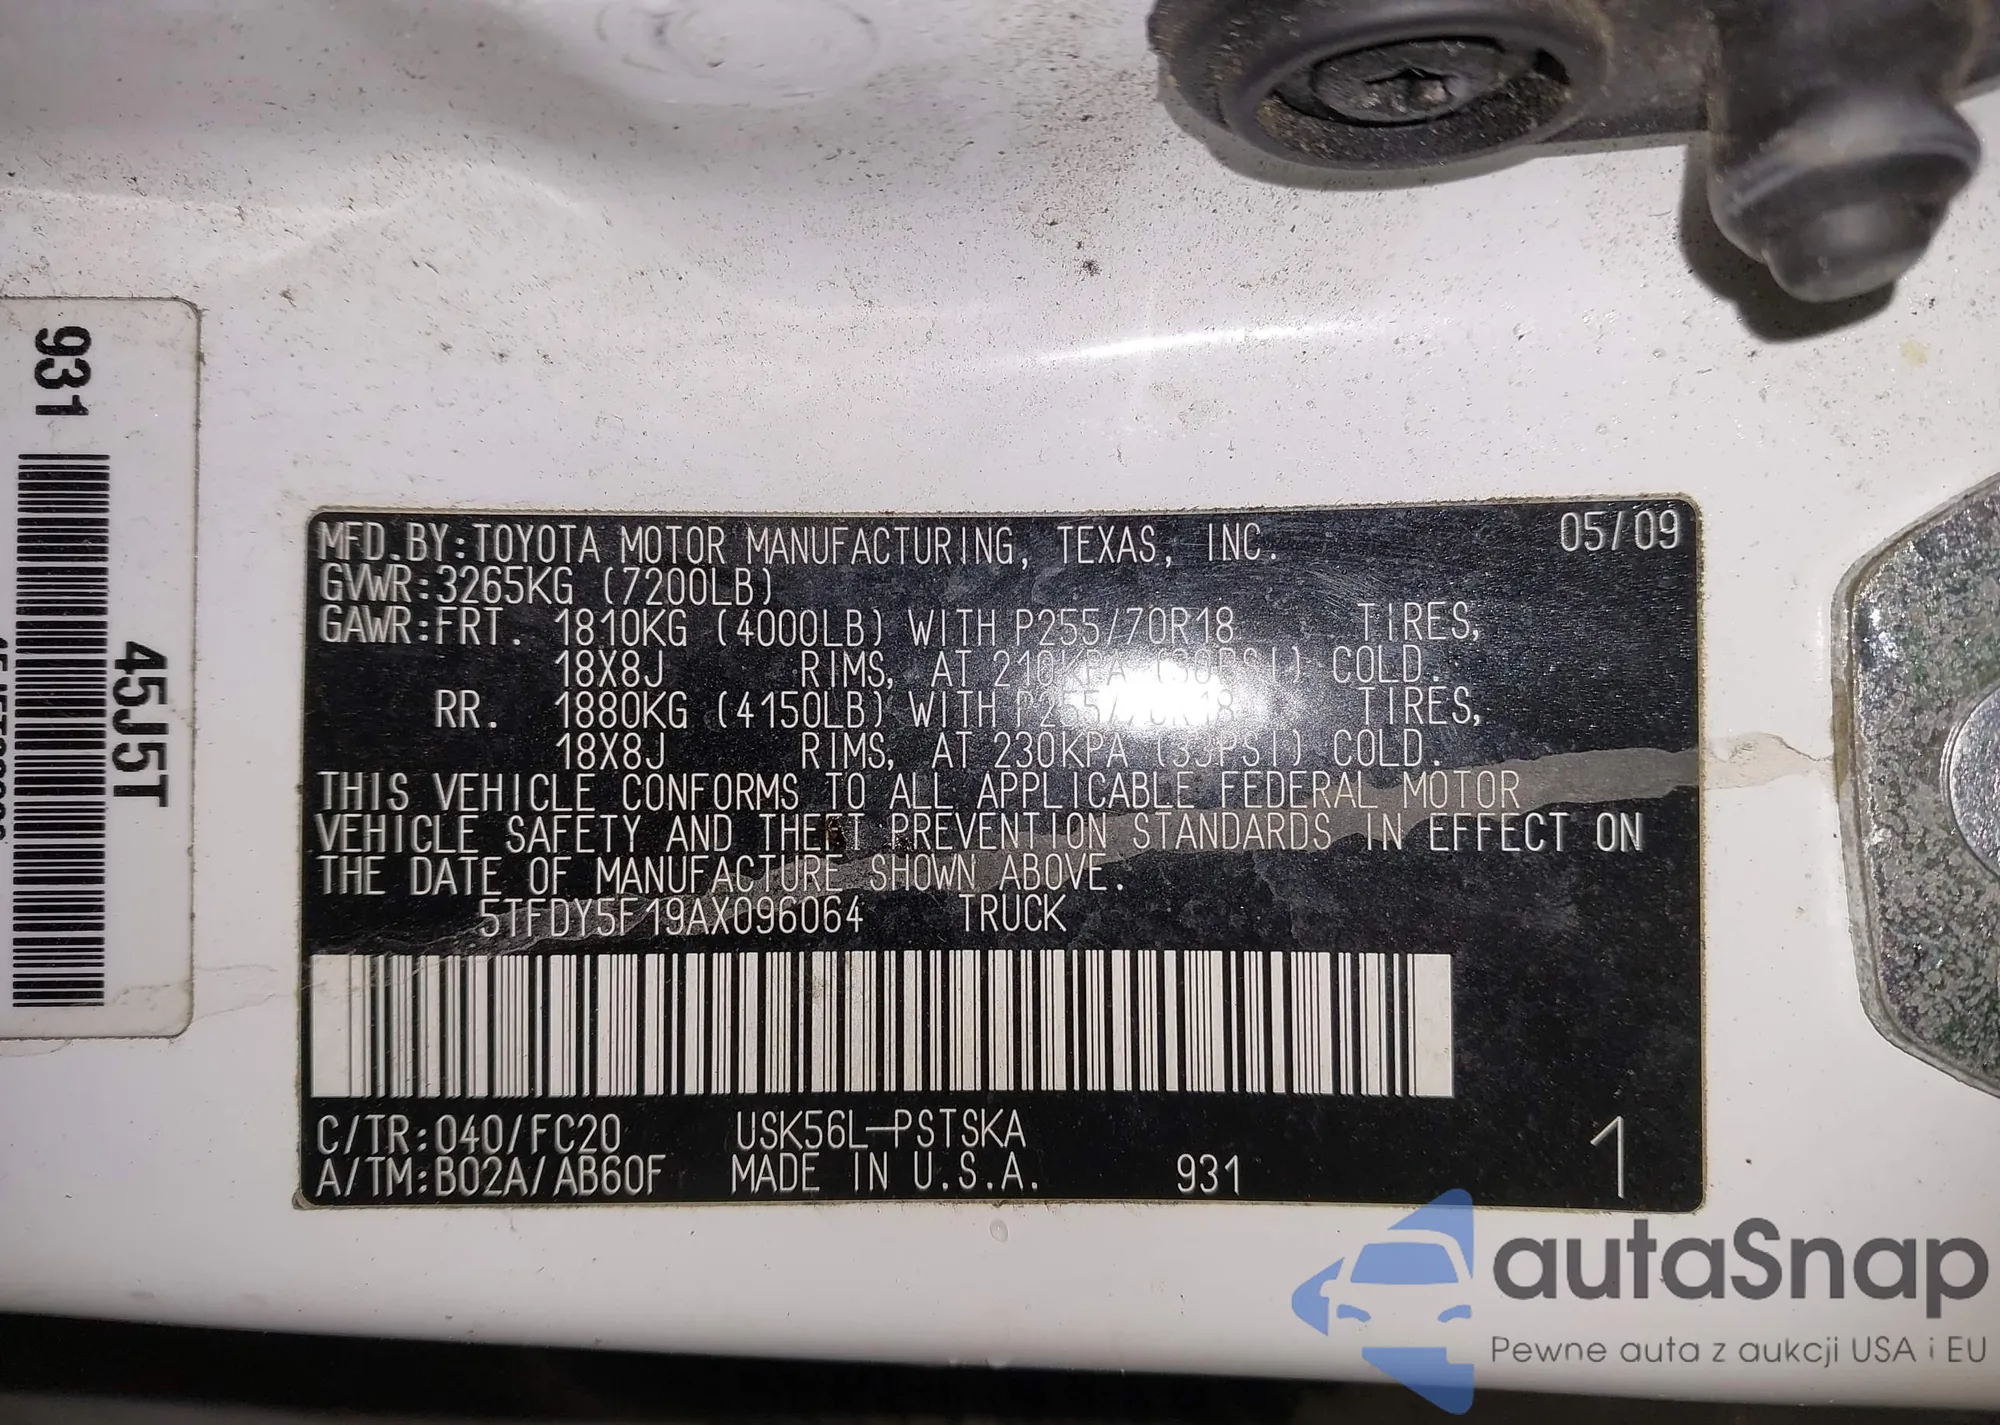 931
45J5T
MFD.BY:TOYOTA MOTOR MANUFACTURING, TEXAS, INC. 05/09
GVWR:3265KG (7200LB)
GAWR:FRT. 1810KG (4000LB) WITH P255/70R18 TIRES,
18X8J RIMS, AT 210KPA (30PSI) COLD.
RR. 1880KG (4150LB) WITH P255/70R18 TIRES,
18X8J RIMS, AT 230KPA (33PSI) COLD.
THIS VEHICLE CONFORMS TO ALL APPLICABLE FEDERAL MOTOR
VEHICLE SAFETY AND THEFT PREVENTION STANDARDS IN EFFECT ON
THE DATE OF MANUFACTURE SHOWN ABOVE.
5TFDY5F19AX096064 TRUCK
C/TR:040/FC20 USK56L-PSTSKA
A/TM:B02A/AB60F MADE IN U.S.A. 931 1
autaSnap
Pewne auta z aukcji USA i EU